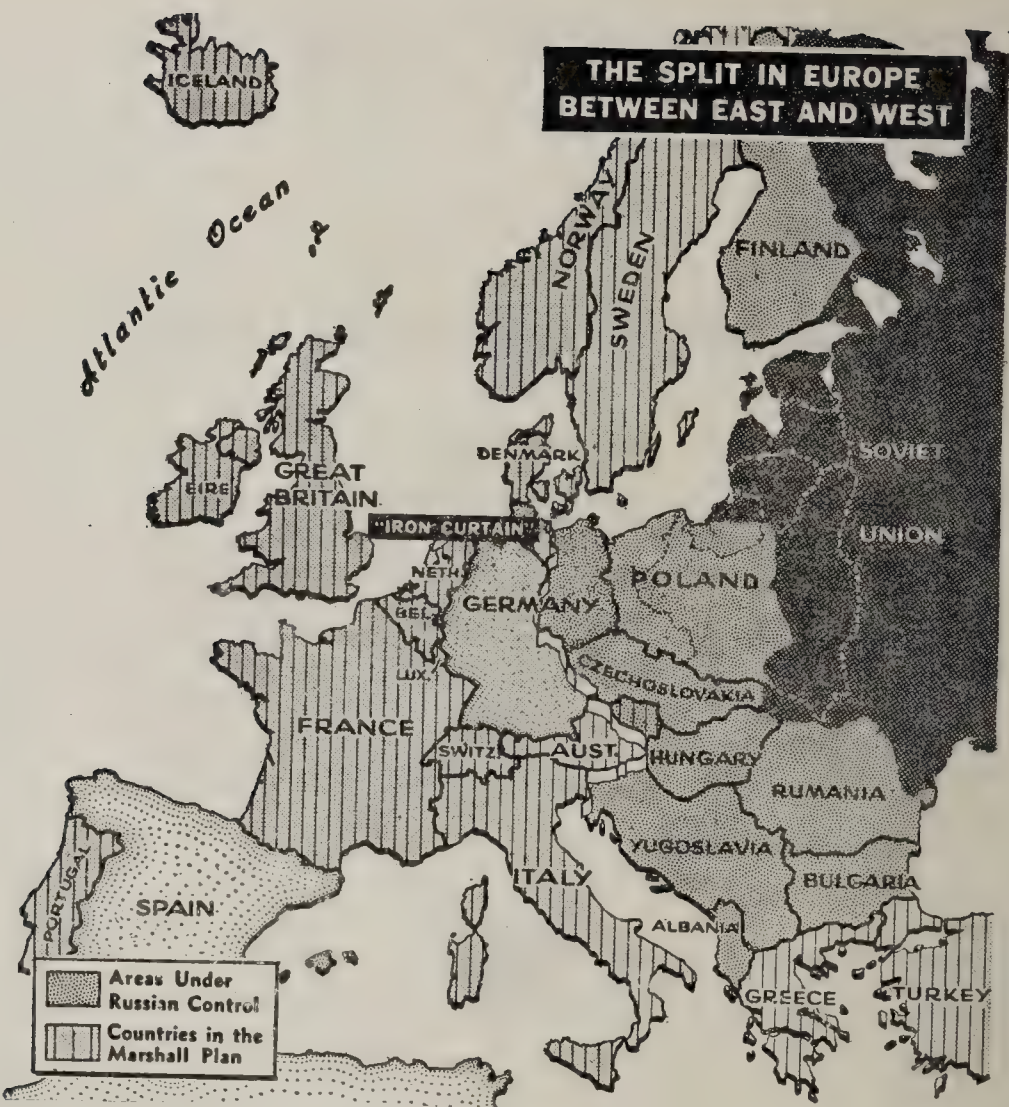 ICELAND
THE SPLIT IN EUROPE
BETWEEN EAST AND WEST
Atlantic Ocean
NORWAY
SWEDEN
FINLAND
SOVIET
UNION
DENMARK
GREAT
BRITAIN
EIRE
"IRON CURTAIN"
NETH.
BEL.
LUX.
GERMANY
POLAND
CZECHOSLOVAKIA
FRANCE
SWITZ.
AUST.
HUNGARY
RUMANIA
YUGOSLAVIA
BULGARIA
ITALY
ALBANIA
PORTUGAL
SPAIN
GREECE
TURKEY
Areas Under
Russian Control
Countries in the
Marshall Plan